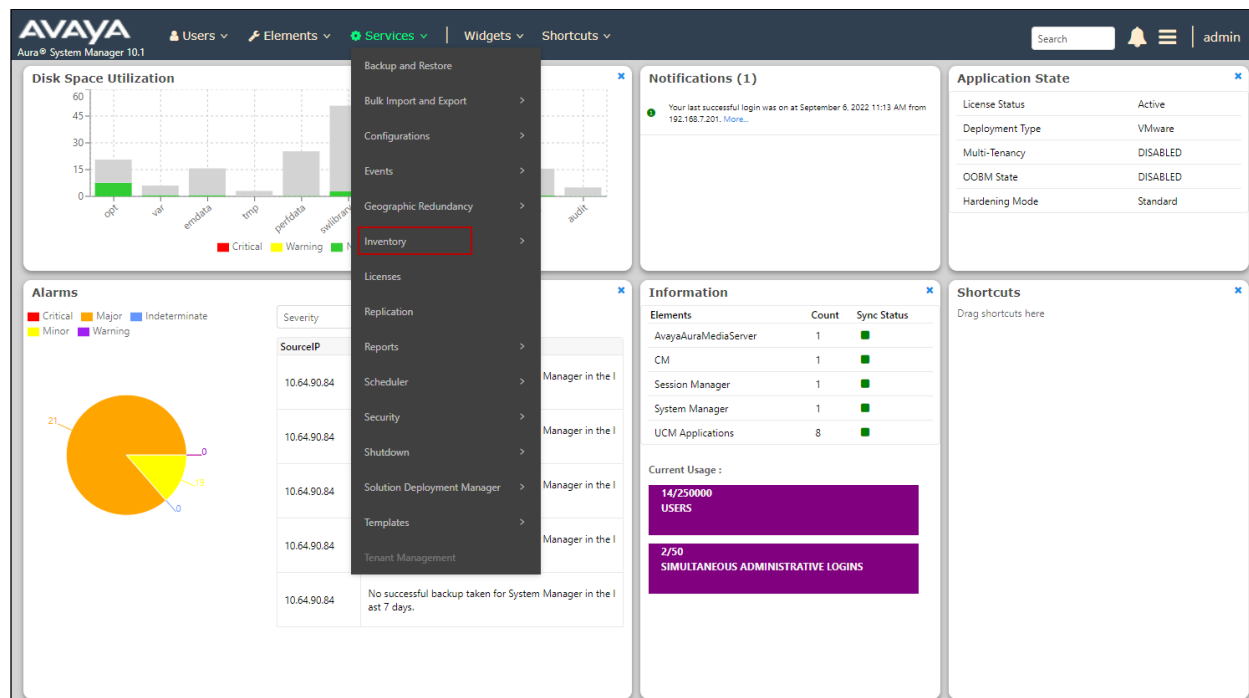 AVAYA
Aura® System Manager 10.1
Users
Elements
Services
Widgets
Shortcuts
Search
admin
Disk Space Utilization
60
45
30
15
0
opt
var
emdata
tmp
perfdata
swlibrary
audit
Critical
Warning
Backup and Restore
Bulk Import and Export
Configurations
Events
Geographic Redundancy
Inventory
Licenses
Replication
Reports
Scheduler
Security
Shutdown
Solution Deployment Manager
Templates
Tenant Management
Notifications (1)
Your last successful login was on at September 6, 2022 11:13 AM from
192.168.7.201. More...
Application State
License Status Active
Deployment Type VMware
Multi-Tenancy DISABLED
OOBM State DISABLED
Hardening Mode Standard
Alarms
Critical Major Indeterminate
Minor Warning
21
0
19
0
Severity
SourceIP
10.64.90.84 Manager in the l
10.64.90.84 Manager in the l
10.64.90.84 Manager in the l
10.64.90.84 Manager in the l
10.64.90.84 No successful backup taken for System Manager in the l
ast 7 days.
Information
Elements Count Sync Status
AvayaAuraMediaServer 1
CM 1
Session Manager 1
System Manager 1
UCM Applications 8
Current Usage :
14/250000
USERS
2/50
SIMULTANEOUS ADMINISTRATIVE LOGINS
Shortcuts
Drag shortcuts here